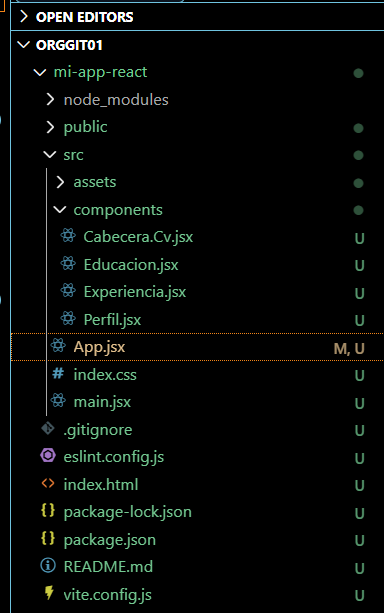 OPEN EDITORS
ORGGIT01
mi-app-react
node_modules
public
src
assets
components
Cabecera.Cv.jsx U
Educacion.jsx U
Experiencia.jsx U
Perfil.jsx U
App.jsx M, U
# index.css U
main.jsx U
.gitignore U
eslint.config.js U
<> index.html U
{} package-lock.json U
{} package.json U
README.md U
vite.config.js U